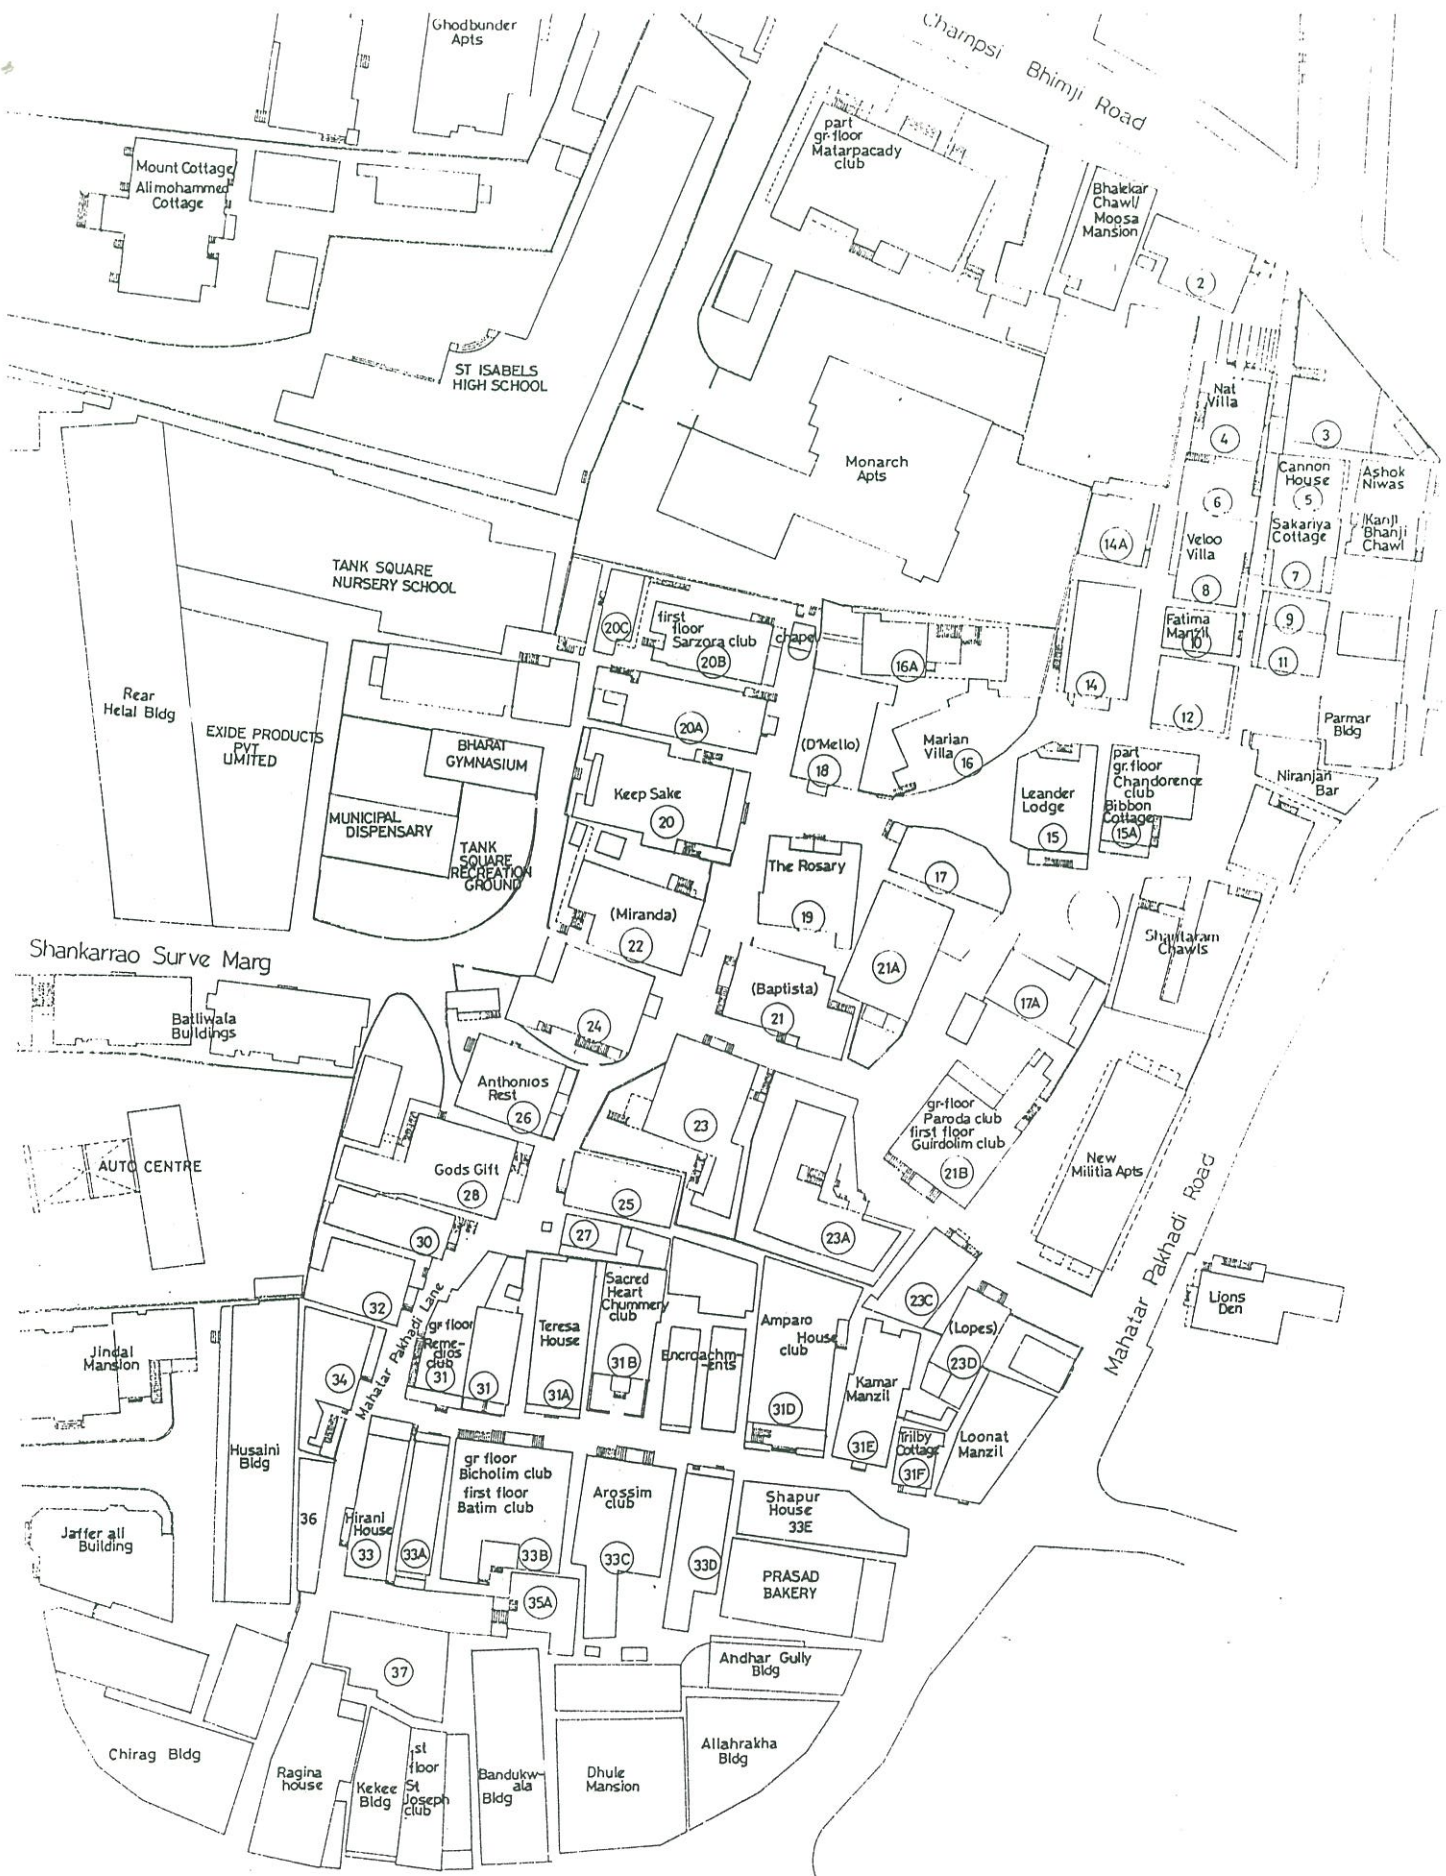 Ghodbunder
Apts
Champsi Bhimji Road
part
gr.floor
Matarpacady
club
Mount Cottage
Alimohammed
Cottage
Bhalekar
Chawl/
Moosa
Mansion
2
ST ISABELS
HIGH SCHOOL
Nat
Villa
4
3
Monarch
Apts
Cannon
House
5
Ashok
Niwas
6
Sakariya
Cottage
Kanji
Bhanji
Chawl
14A
Veloo
Villa
8
7
TANK SQUARE
NURSERY SCHOOL
20C
first
floor
Sarzora club
20B
chapel
16A
Fatima
Manzil
10
9
11
14
12
Rear
Helal Bldg
EXIDE PRODUCTS
PVT
LIMITED
20A
BHARAT
GYMNASIUM
(D'Mello)
18
Marian
Villa
16
Parmar
Bldg
part
gr.floor
Chandorence
club
Bibbon
Cottage
15A
Niranjan
Bar
Keep Sake
20
Leander
Lodge
15
MUNICIPAL
DISPENSARY
TANK
SQUARE
RECREATION
GROUND
The Rosary
19
17
(Miranda)
22
Shantaram
Chawls
Shankarrao Surve Marg
21A
(Baptista)
21
17A
Batliwala
Buildings
24
Anthonios
Rest
26
23
gr-floor
Paroda club
first floor
Guirdolim club
21B
New
Militia Apts
AUTO CENTRE
Gods Gift
28
25
27
30
23A
Mahatar Pakhadi Road
32
23C
Lions
Den
Mahatar Pakhadi Lane
Sacred
Heart
Chummery
club
31B
gr floor
Reme-
dios
club
31
31
Teresa
House
31A
Encroachm-
ents
Amparo
House
club
31D
(Lopes)
23D
Jindal
Mansion
34
Kamar
Manzil
31E
Trilby
Cottage
31F
Loonat
Manzil
Husaini
Bldg
gr floor
Bicholim club
first floor
Batim club
33B
Arossim
club
33C
Shapur
House
33E
36
Hirani
House
33
33A
33D
Jaffer ali
Building
PRASAD
BAKERY
35A
37
Andhar Gully
Bldg
Chirag Bldg
Ragina
house
Kekee
Bldg
st
floor
St
Joseph
club
Bandukw-
ala
Bldg
Dhule
Mansion
Allahrakha
Bldg